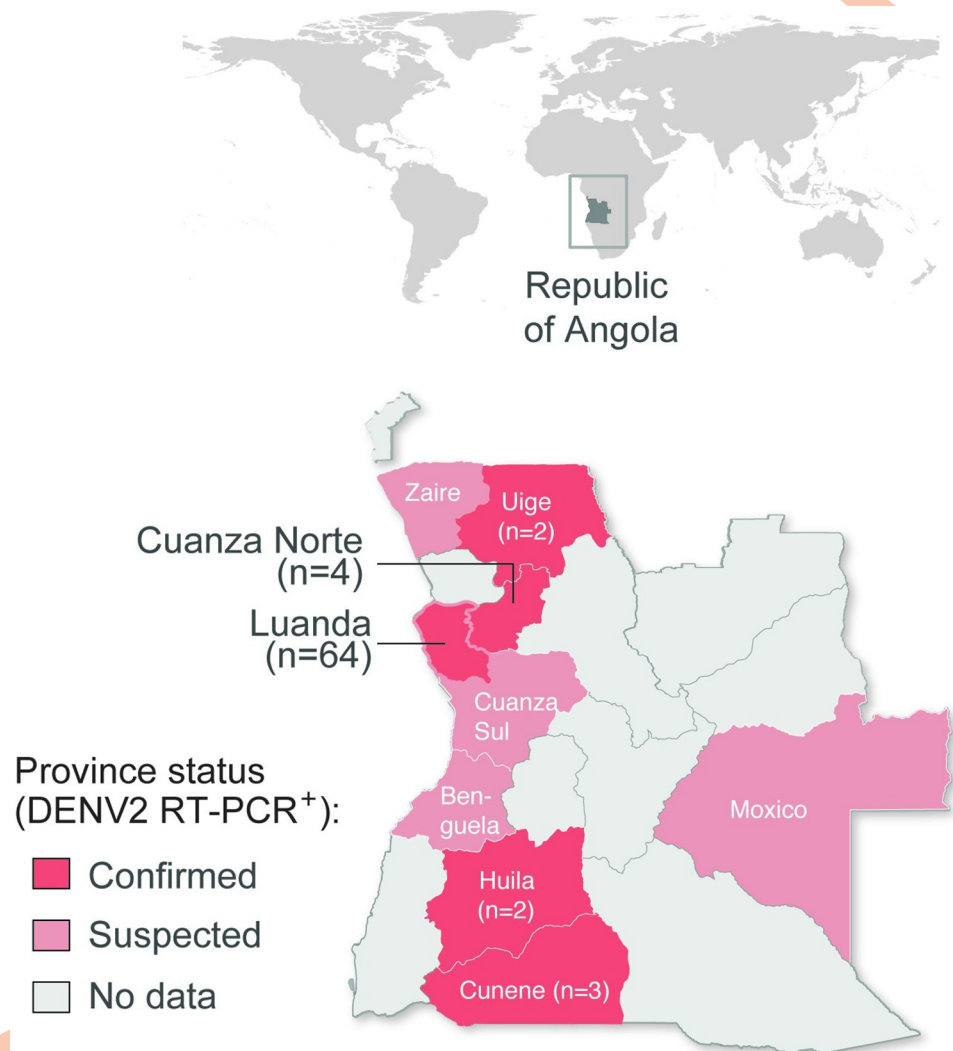 Republic
of Angola
Zaire
Uige
(n=2)
Cuanza Norte
(n=4)
Luanda
(n=64)
Cuanza
Sul
Ben-
guela
Moxico
Huila
(n=2)
Cunene (n=3)
Province status
(DENV2 RT-PCR⁺):
Confirmed
Suspected
No data